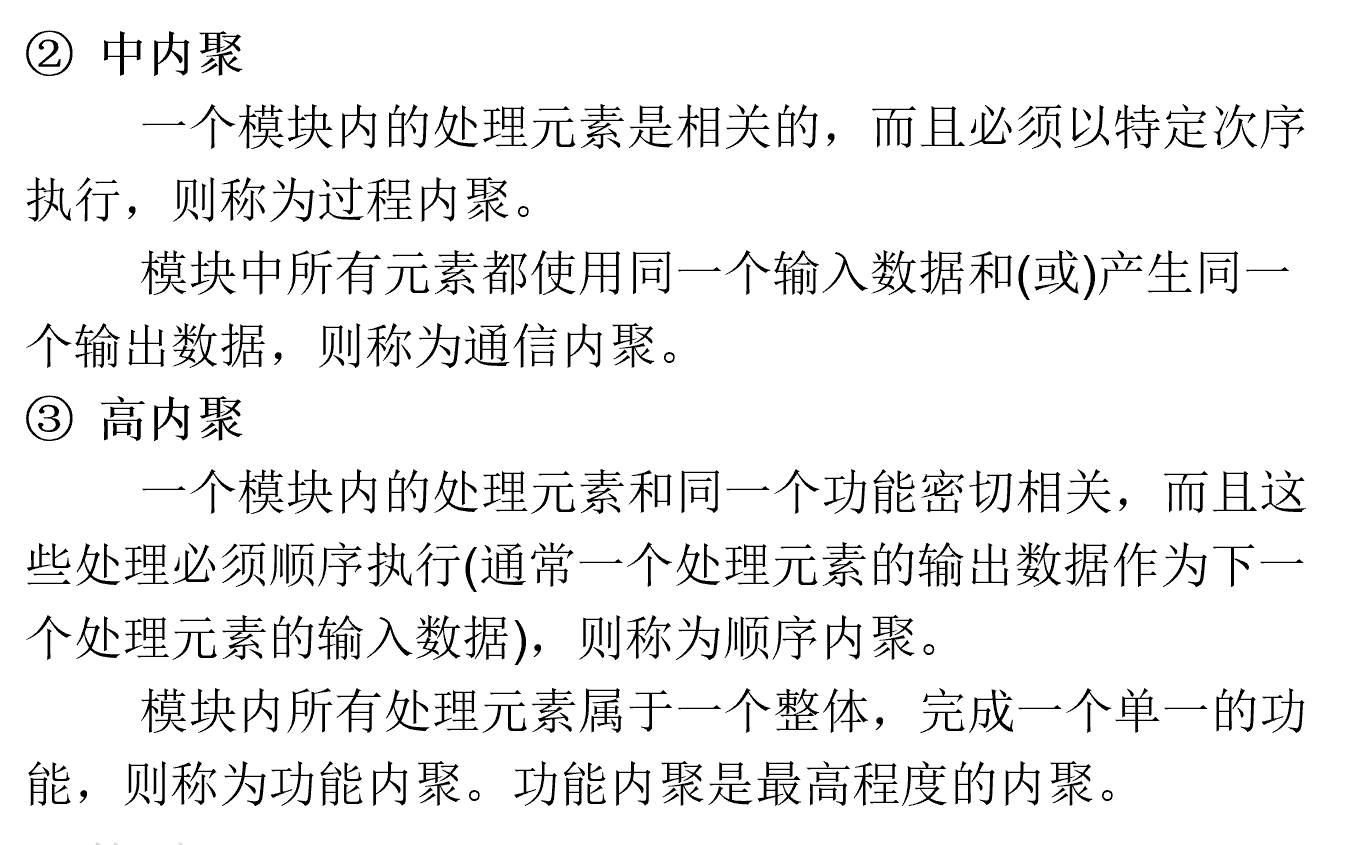 ② 中内聚
一个模块内的处理元素是相关的，而且必须以特定次序
执行，则称为过程内聚。
模块中所有元素都使用同一个输入数据和(或)产生同一
个输出数据，则称为通信内聚。
③ 高内聚
一个模块内的处理元素和同一个功能密切相关，而且这
些处理必须顺序执行(通常一个处理元素的输出数据作为下一
个处理元素的输入数据)，则称为顺序内聚。
模块内所有处理元素属于一个整体，完成一个单一的功
能，则称为功能内聚。功能内聚是最高程度的内聚。